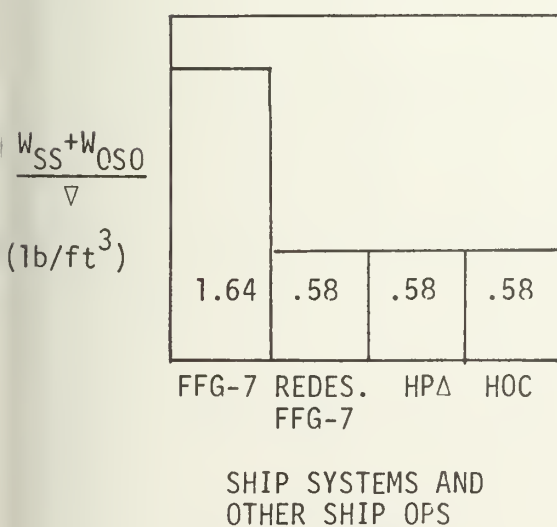 W_SS+W_OSO
∇
(lb/ft³)
1.64 .58 .58 .58
FFG-7 REDES. HPΔ HOC
FFG-7
SHIP SYSTEMS AND
OTHER SHIP OPS